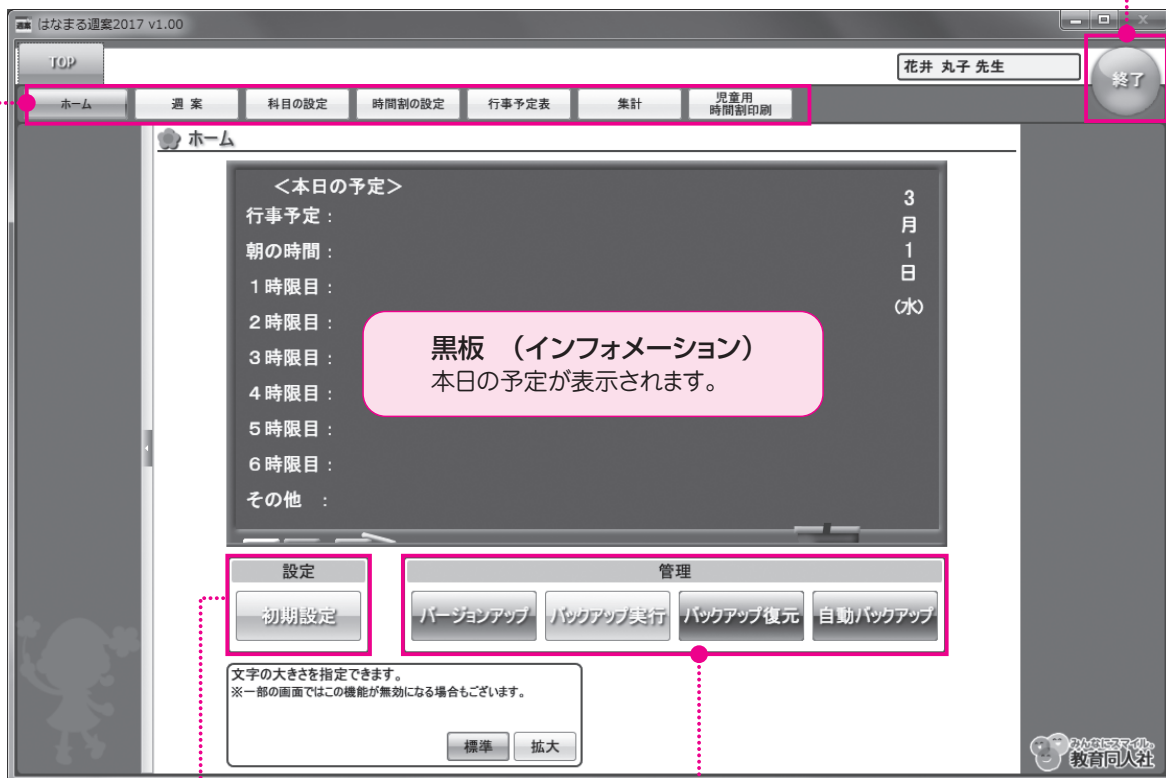 はなまる週案2017 v1.00
TOP
花井 丸子 先生
終了
ホーム
週 案
科目の設定
時間割の設定
行事予定表
集計
児童用
時間割印刷
ホーム
＜本日の予定＞
行事予定：
朝の時間：
１時限目：
２時限目：
３時限目：
４時限目：
５時限目：
６時限目：
その他　：
3
月
1
日
(水)
黒板　（インフォメーション）
本日の予定が表示されます。
設定
初期設定
管理
バージョンアップ
バックアップ実行
バックアップ復元
自動バックアップ
文字の大きさを指定できます。
※一部の画面ではこの機能が無効になる場合もございます。
標準
拡大
みんなにスマイル。
教育同人社